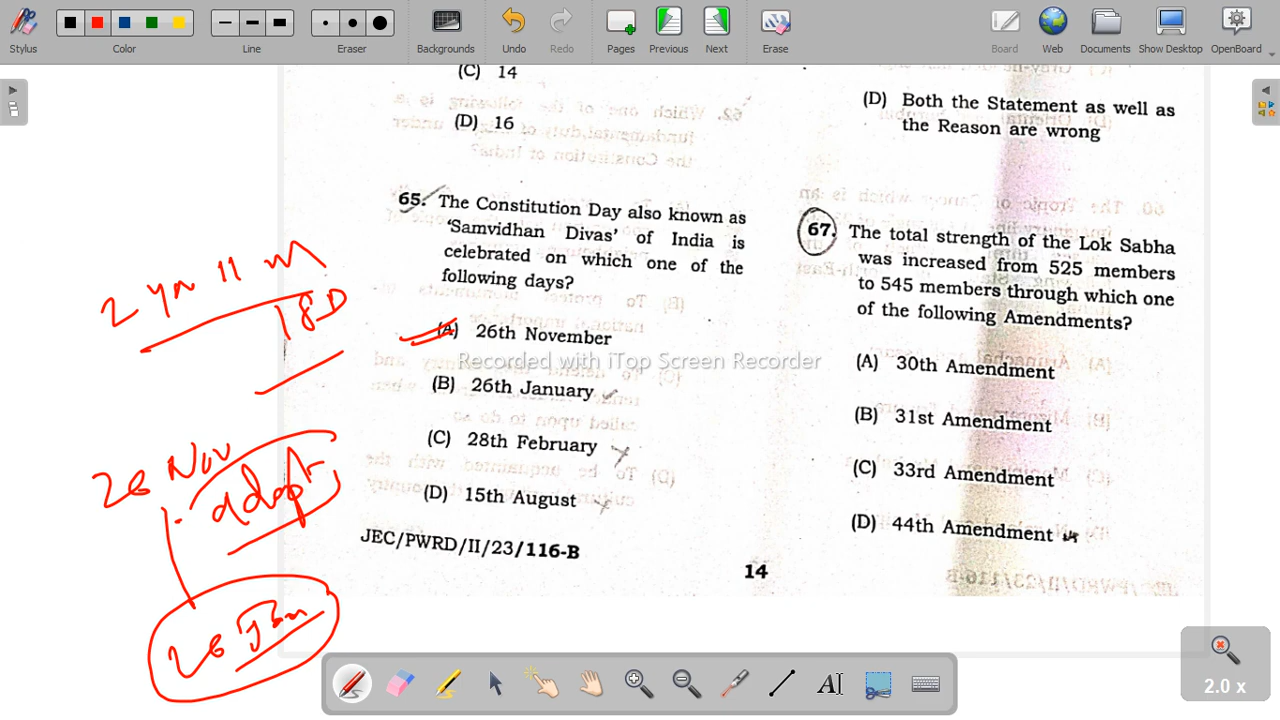 Stylus
Color
Line
Eraser
Backgrounds
Undo
Redo
Pages
Previous
Next
Erase
Board
Web
Documents
Show Desktop
OpenBoard
(C) 14
(D) 16
65. The Constitution Day also known as
'Samvidhan Divas' of India is
celebrated on which one of the
following days?
(A) 26th November
(B) 26th January
(C) 28th February
(D) 15th August
JEC/PWRD/II/23/116-B
14
(D) Both the Statement as well as
the Reason are wrong
67. The total strength of the Lok Sabha
was increased from 525 members
to 545 members through which one
of the following Amendments?
(A) 30th Amendment
(B) 31st Amendment
(C) 33rd Amendment
(D) 44th Amendment
Recorded with iTop Screen Recorder
2 yr 11 m
18D
26 Nov
adopt
26 Jan
2.0 x